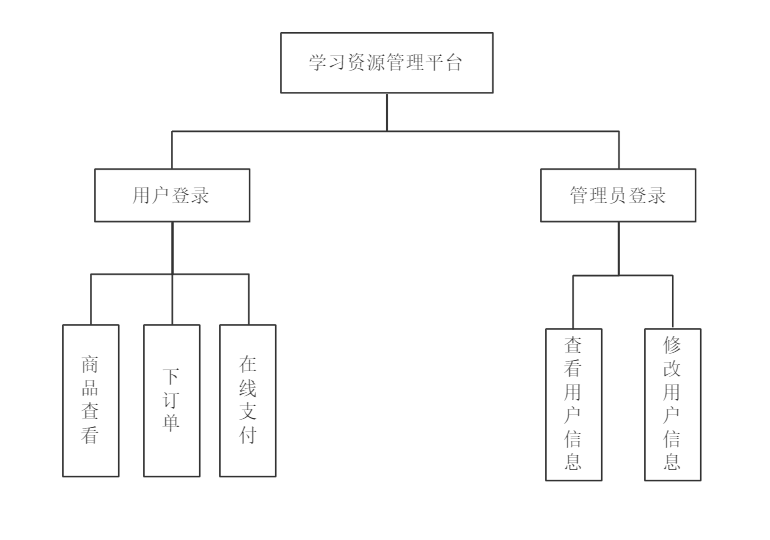 学习资源管理平台
用户登录
管理员登录
商品查看
下订单
在线支付
查看用户信息
修改用户信息